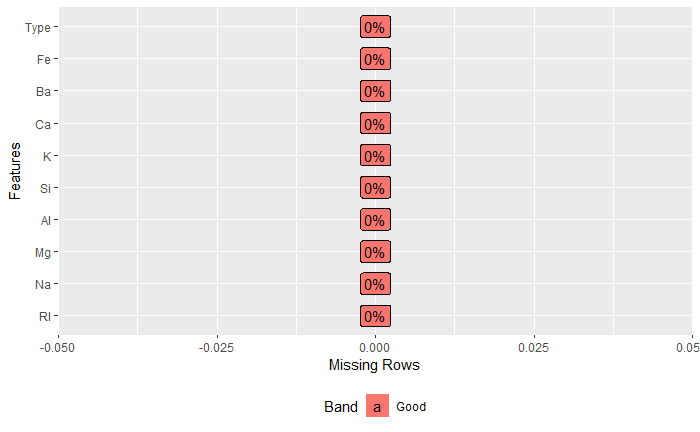 Type 0%
Fe 0%
Ba 0%
Ca 0%
K 0%
Si 0%
Al 0%
Mg 0%
Na 0%
RI 0%
Features
-0.050 -0.025 0.000 0.025 0.05
Missing Rows
Band a Good